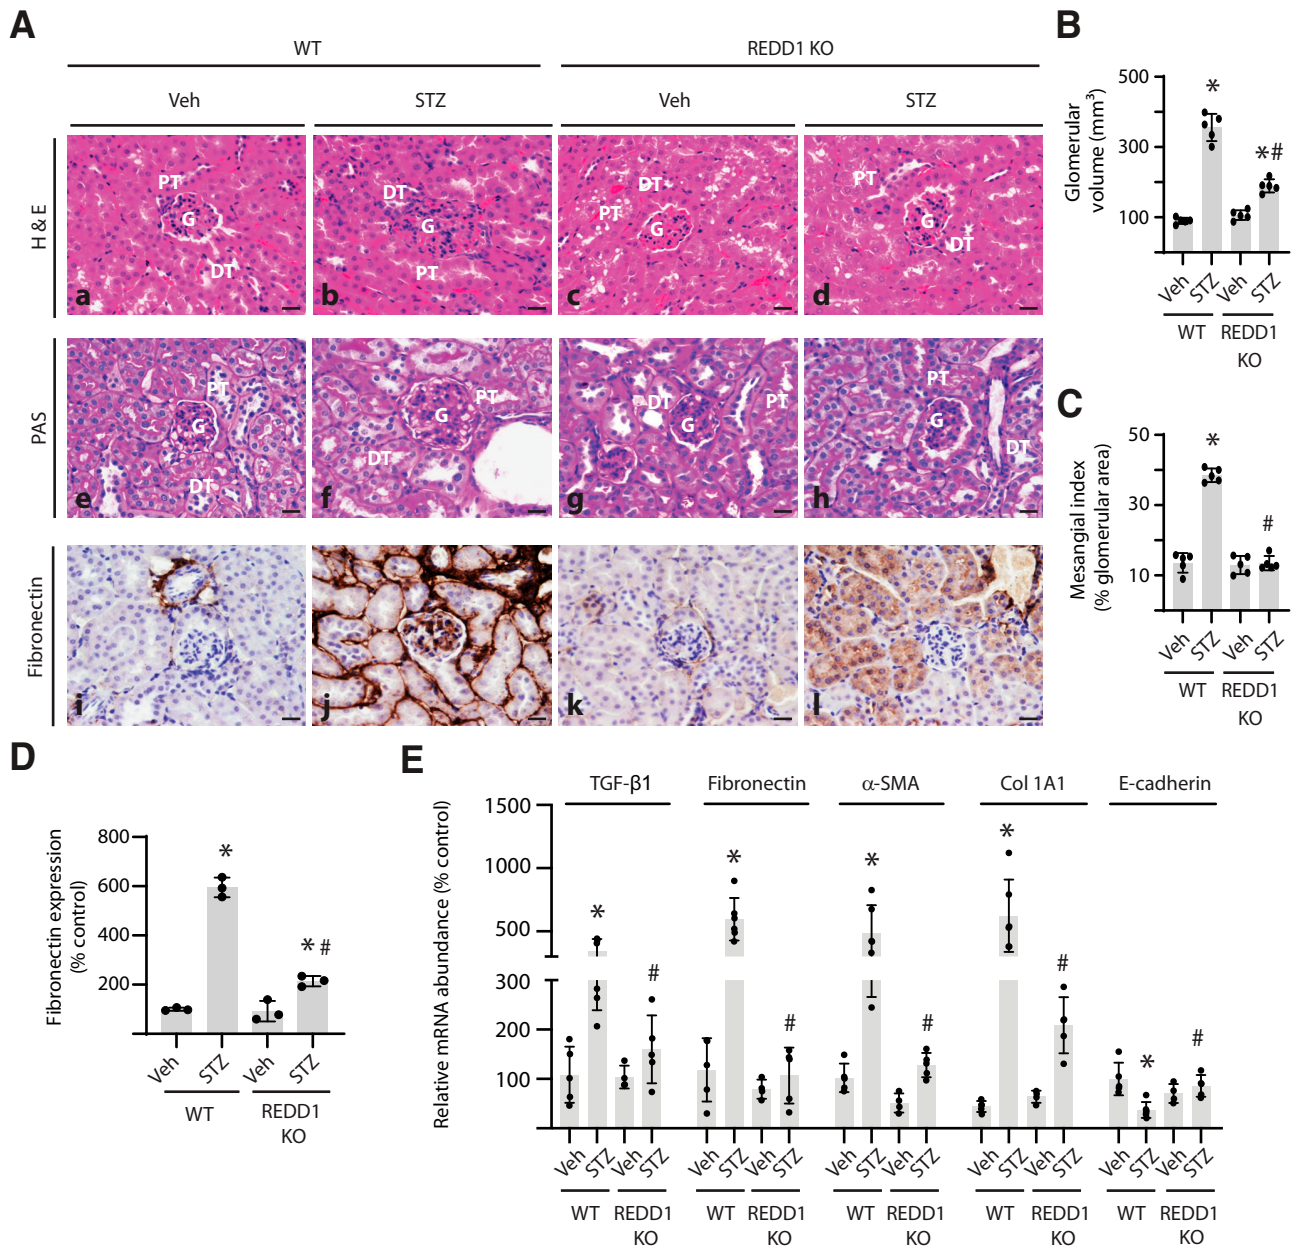 A
WT
REDD1 KO
Veh
STZ
Veh
STZ
H & E
PT
G
DT
a
DT
G
PT
b
DT
PT
G
c
PT
G
DT
d
PAS
PT
G
DT
e
PT
G
DT
f
DT
PT
G
g
PT
G
DT
h
Fibronectin
i
j
k
l
B
Glomerular
volume (mm³)
500
300
100
*
*#
Veh
STZ
Veh
STZ
WT
REDD1
KO
C
Mesangial index
(% glomerular area)
50
30
10
*
#
Veh
STZ
Veh
STZ
WT
REDD1
KO
D
Fibronectin expression
(% control)
800
600
400
200
*
* #
Veh
STZ
Veh
STZ
WT
REDD1
KO
E
Relative mRNA abundance (% control)
TGF-β1
Fibronectin
α-SMA
Col 1A1
E-cadherin
1500
1000
500
300
200
100
*
#
*
#
*
#
*
#
*
#
Veh
STZ
Veh
STZ
Veh
STZ
Veh
STZ
Veh
STZ
Veh
STZ
Veh
STZ
Veh
STZ
Veh
STZ
Veh
STZ
WT
REDD1
KO
WT
REDD1
KO
WT
REDD1
KO
WT
REDD1
KO
WT
REDD1
KO